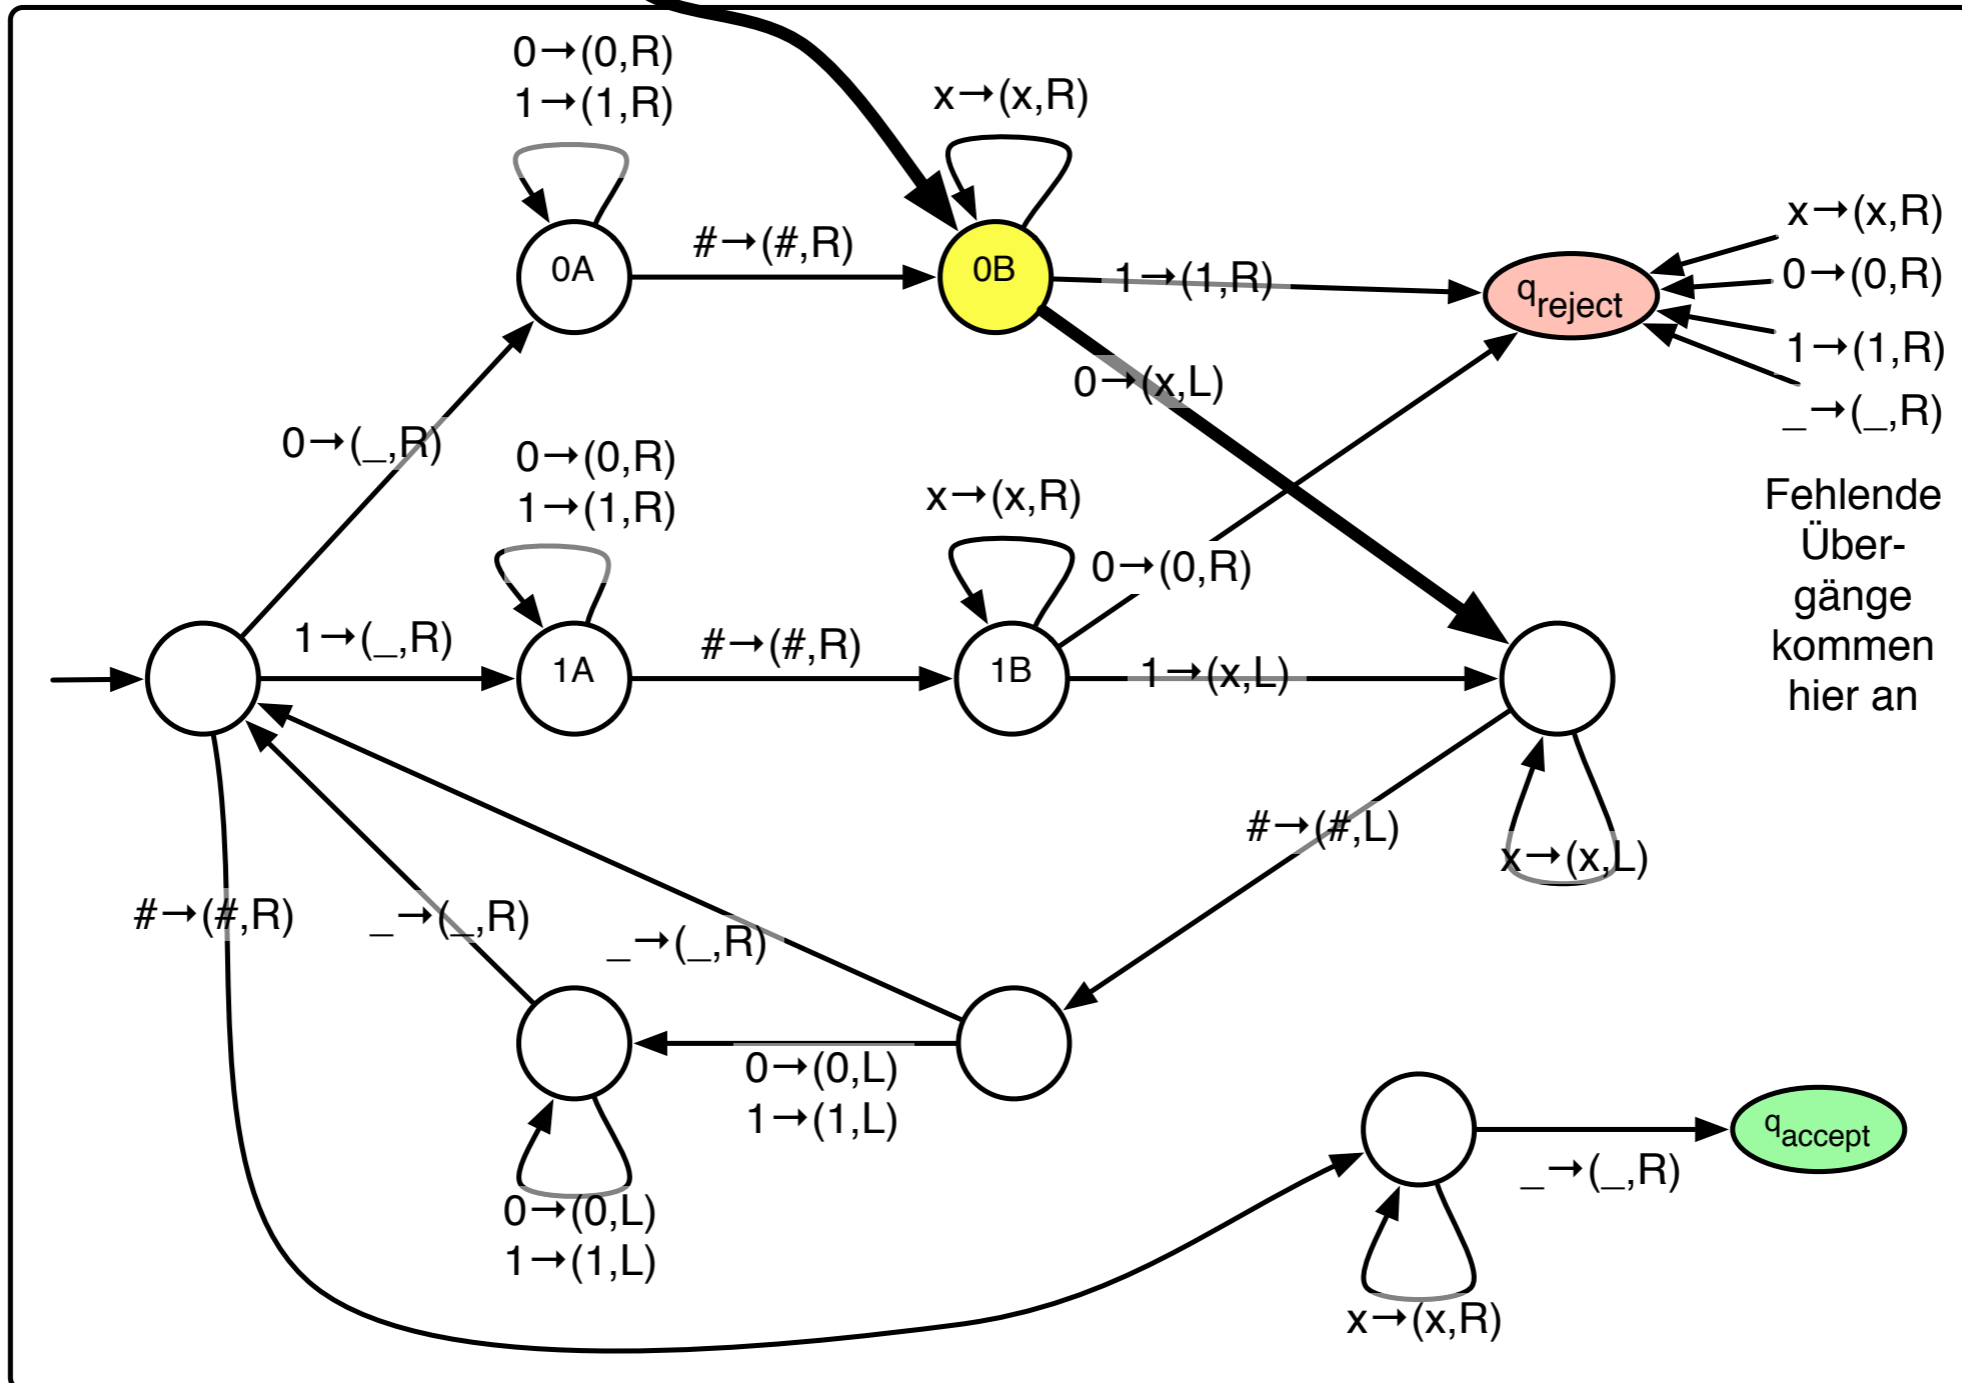 0→(0,R)
1→(1,R)
x→(x,R)
0A
#→(#,R)
0B
1→(1,R)
q reject
x→(x,R)
0→(0,R)
1→(1,R)
_→(_,R)
0→(x,L)
0→(_,R)
0→(0,R)
1→(1,R)
x→(x,R)
Fehlende
Über-
gänge
kommen
hier an
0→(0,R)
1→(_,R)
1A
#→(#,R)
1B
1→(x,L)
#→(#,L)
x→(x,L)
#→(#,R)
_→(_,R)
_→(_,R)
0→(0,L)
1→(1,L)
q accept
_→(_,R)
0→(0,L)
1→(1,L)
x→(x,R)